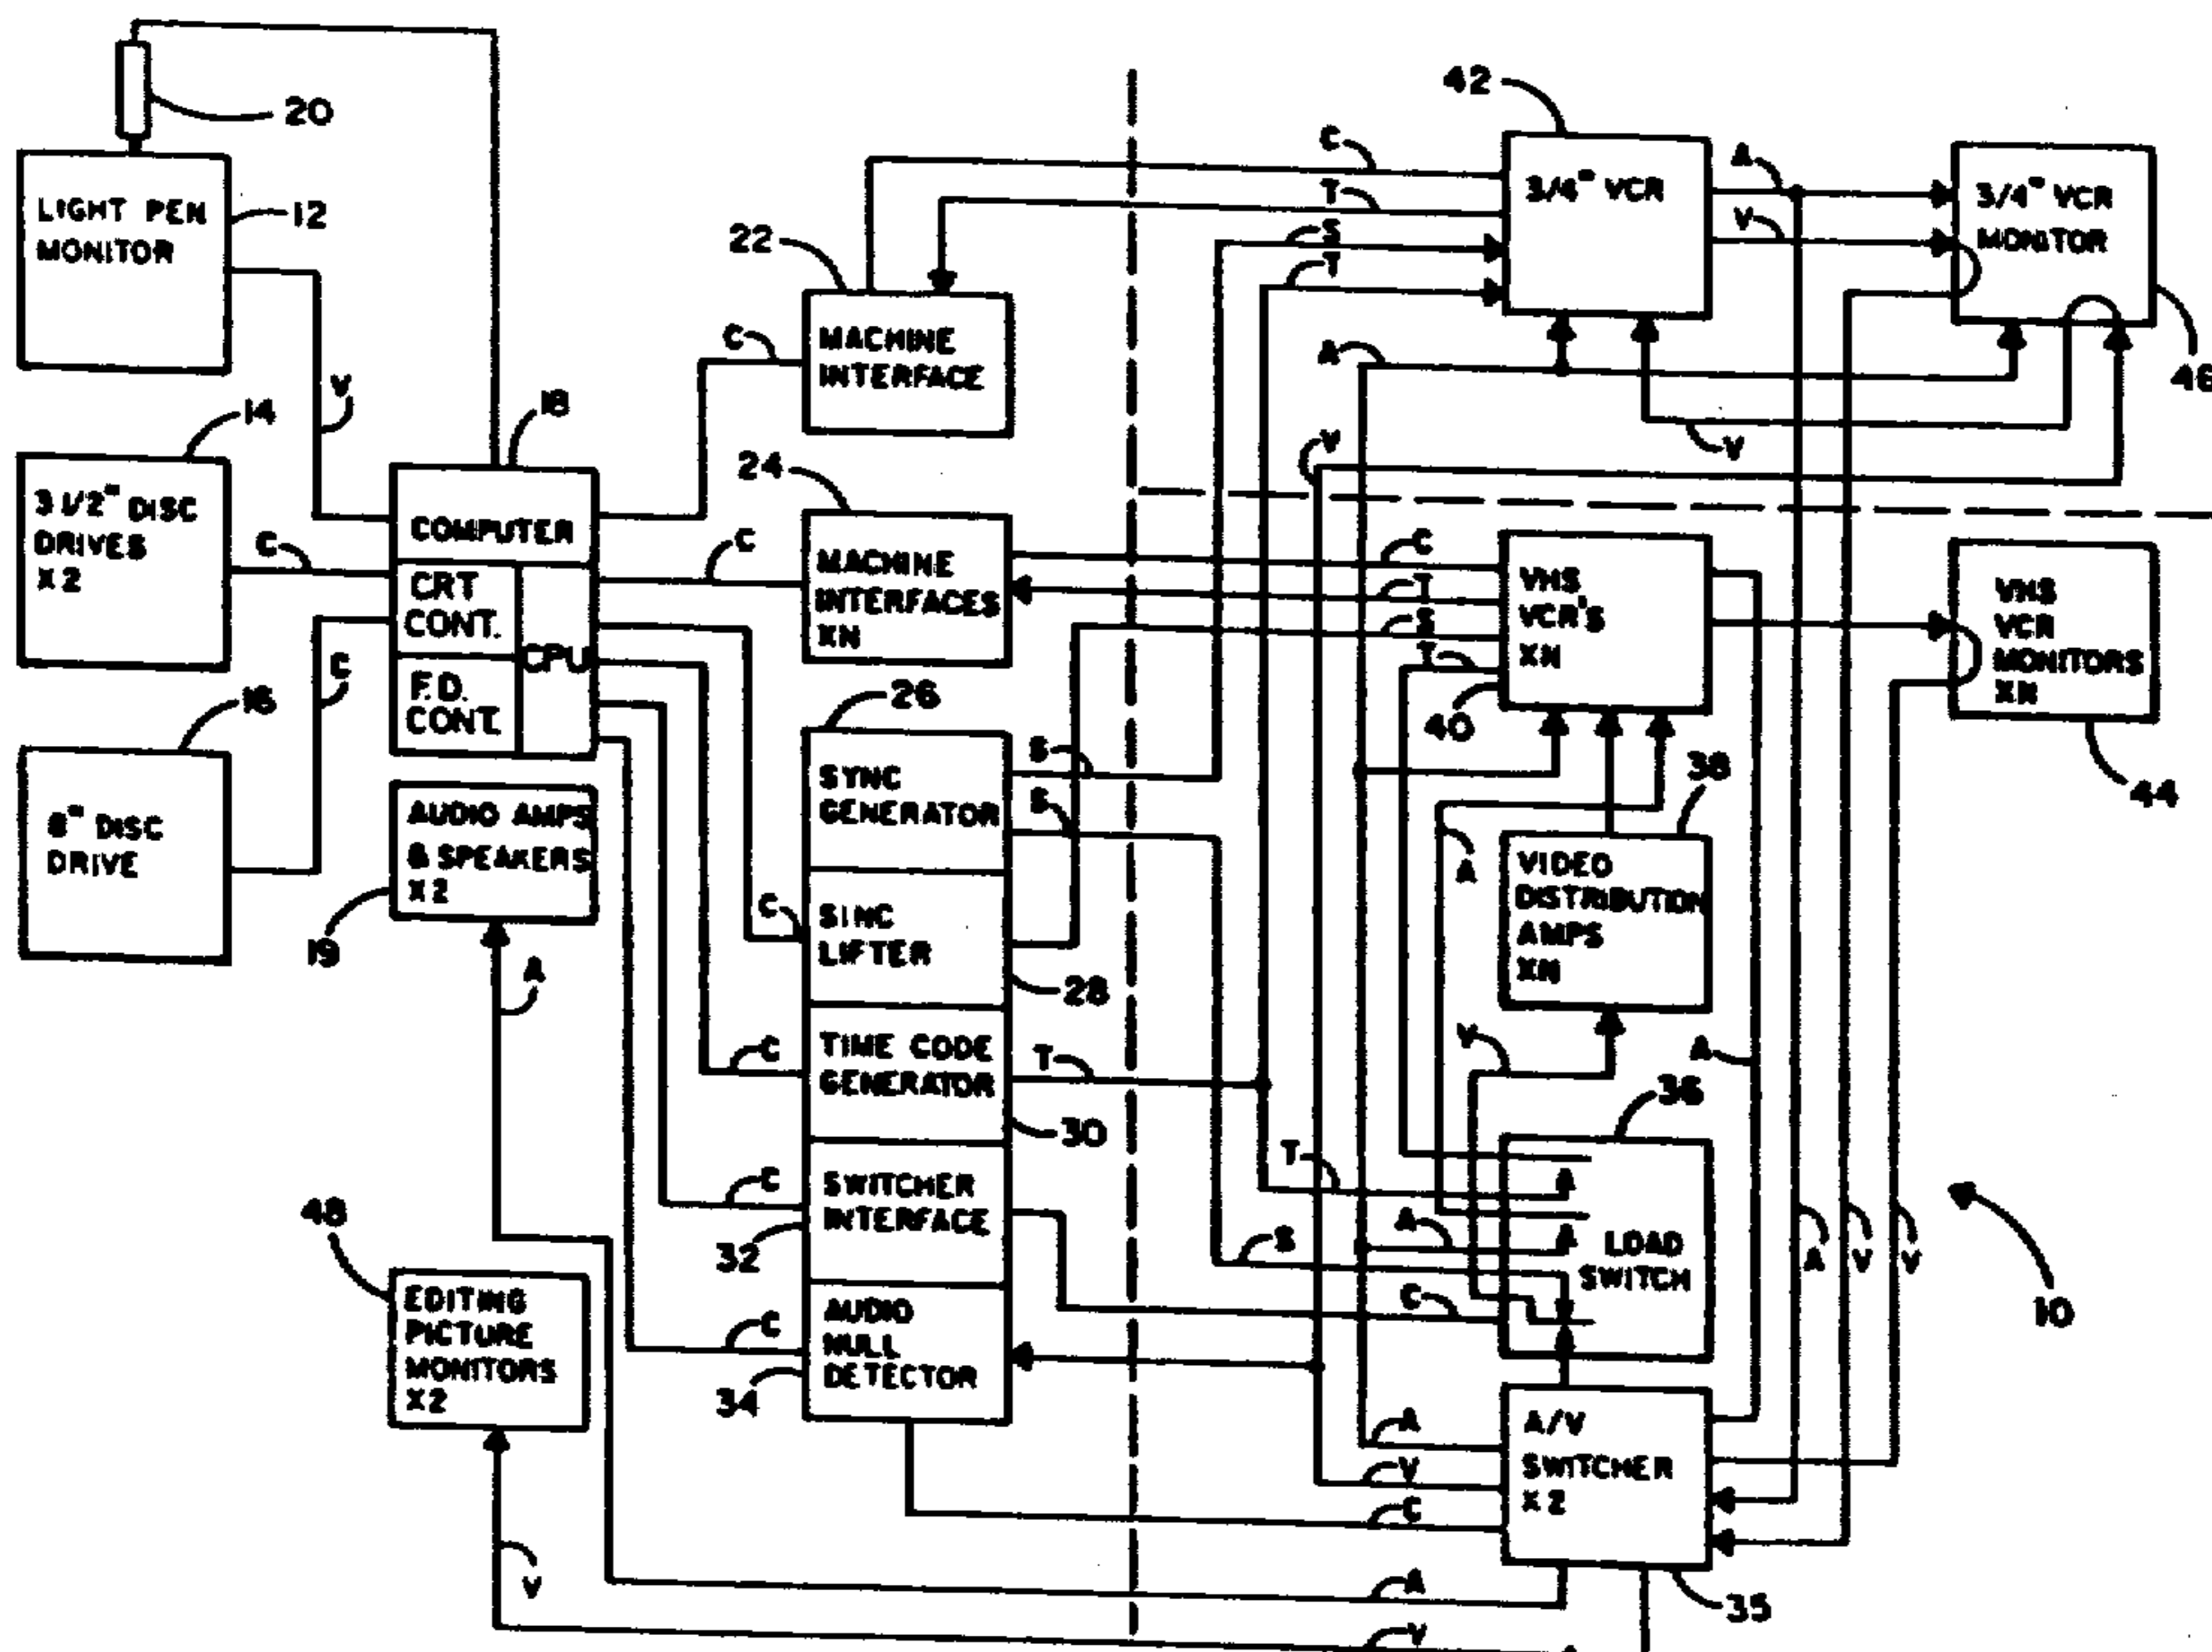 20
LIGHT PEN
MONITOR
12
V
14
3 1/2" DISC
DRIVES
X2
C
16
8" DISC
DRIVE
C
18
COMPUTER
CRT
CONT.
CPU
F.D.
CONT.
AUDIO AMPS
& SPEAKERS
X2
19
A
48
EDITING
PICTURE
MONITORS
X2
V
22
C
MACHINE
INTERFACE
24
C
MACHINE
INTERFACES
XN
26
SYNC
GENERATOR
S
S
C
SINC
LIFTER
28
C
TIME CODE
GENERATOR
T
30
C
SWITCHER
INTERFACE
32
C
AUDIO
NULL
DETECTOR
34
42
C
T
S
T
3/4" VCR
A
V
3/4" VCR
MONITOR
46
A
V
V
C
T
S
T
VHS
VCR'S
XN
40
VHS
VCR
MONITORS
XN
44
38
A
VIDEO
DISTRIBUTION
AMPS
XN
V
A
36
T
A
S
C
LOAD
SWITCH
A
V
V
10
A
V
C
A/V
SWITCHER
X2
A
V
35